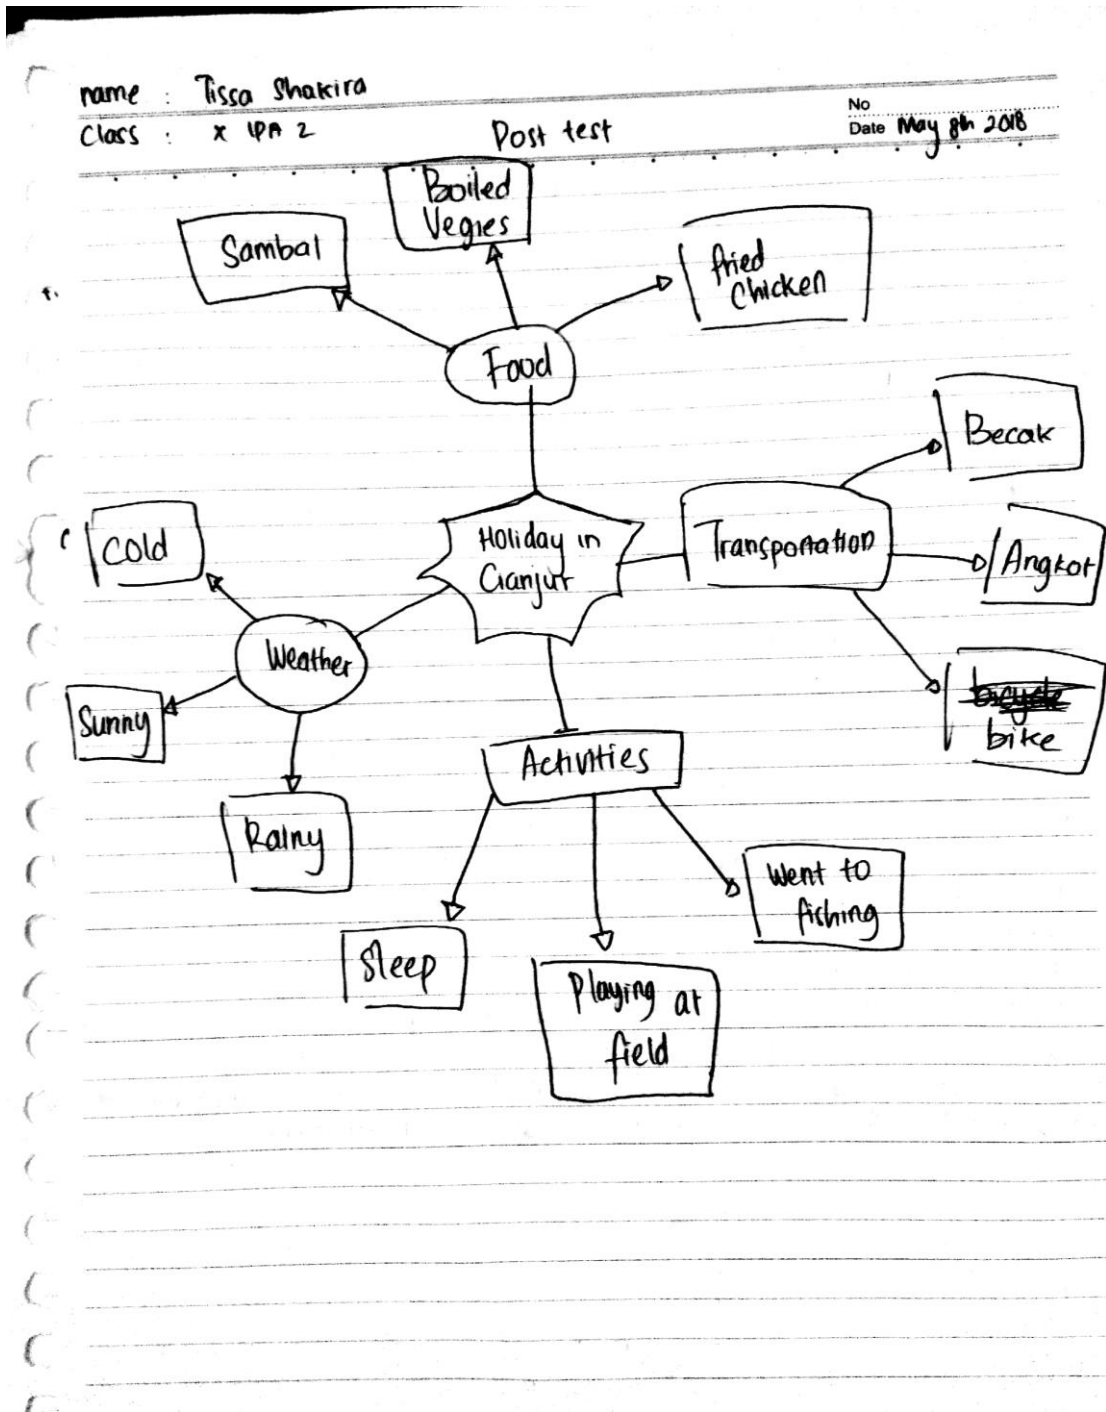 name : Tissa Shakira
Class : X IPA 2
Post test
No
Date May 8th 2018
Boiled
Vegies
Sambal
fried
Chicken
Food
Becak
Holiday in
Cianjur
Transportation
Angkot
cold
Weather
bicycle
bike
Sunny
Activities
Rainy
Went to
fishing
Sleep
Playing at
field